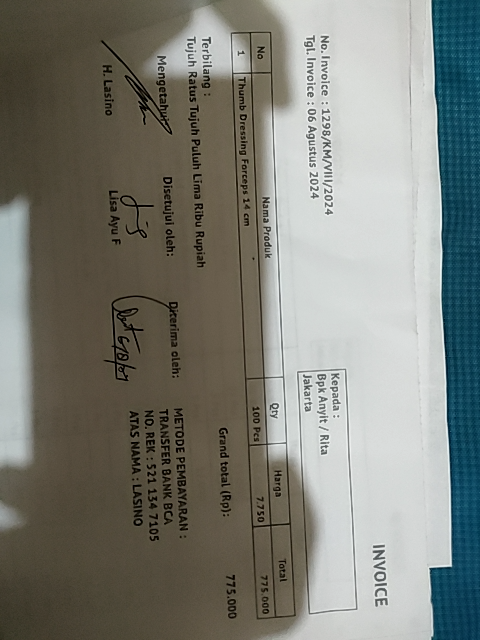 INVOICE
No. Invoice : 1298/KM/VIII/2024
Tgl. Invoice : 06 Agustus 2024
Kepada :
Bpk Anyit / Rita
Jakarta
No Nama Produk Qty Harga Total
1 Thumb Dressing Forceps 14 cm 100 Pcs 7.750 775.000
Grand total (Rp): 775.000
Terbilang :
Tujuh Ratus Tujuh Puluh Lima Ribu Rupiah
Mengetahui Disetujui oleh: Diterima oleh:
H. Lasino Lisa Ayu F
METODE PEMBAYARAN :
TRANSFER BANK BCA
NO. REK : 521 134 7105
ATAS NAMA : LASINO